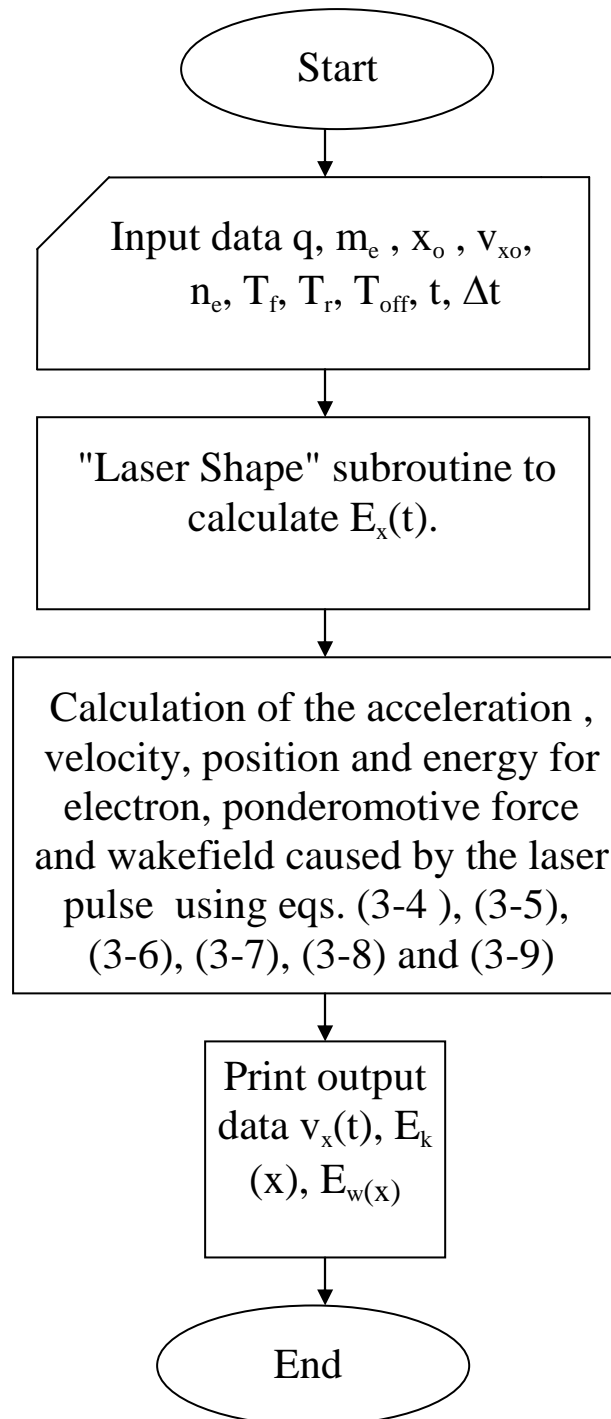 Start
Input data q, mₑ , xₒ , vₓₒ,
nₑ, T_f, Tᵣ, T_off, t, Δt
"Laser Shape" subroutine to
calculate Eₓ(t).
Calculation of the acceleration ,
velocity, position and energy for
electron, ponderomotive force
and wakefield caused by the laser
pulse using eqs. (3-4 ), (3-5),
(3-6), (3-7), (3-8) and (3-9)
Print output
data vₓ(t), Eₖ
(x), E_w(x)
End